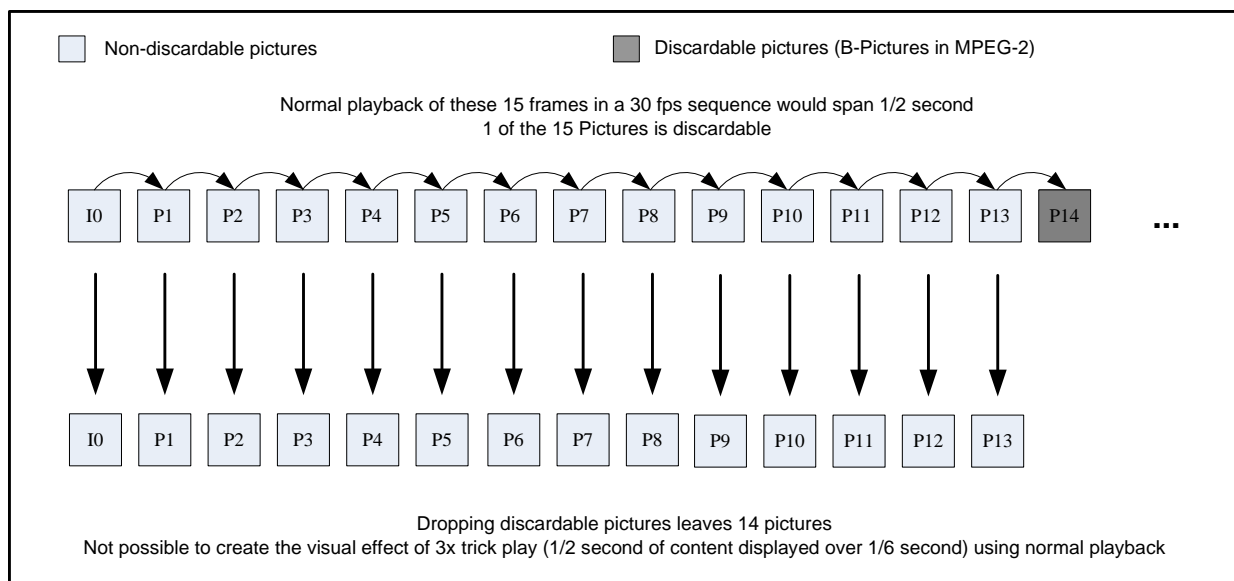 Non-discardable pictures
Discardable pictures (B-Pictures in MPEG-2)
Normal playback of these 15 frames in a 30 fps sequence would span 1/2 second
1 of the 15 Pictures is discardable
I0 P1 P2 P3 P4 P5 P6 P7 P8 P9 P10 P11 P12 P13 P14 ...
I0 P1 P2 P3 P4 P5 P6 P7 P8 P9 P10 P11 P12 P13
Dropping discardable pictures leaves 14 pictures
Not possible to create the visual effect of 3x trick play (1/2 second of content displayed over 1/6 second) using normal playback